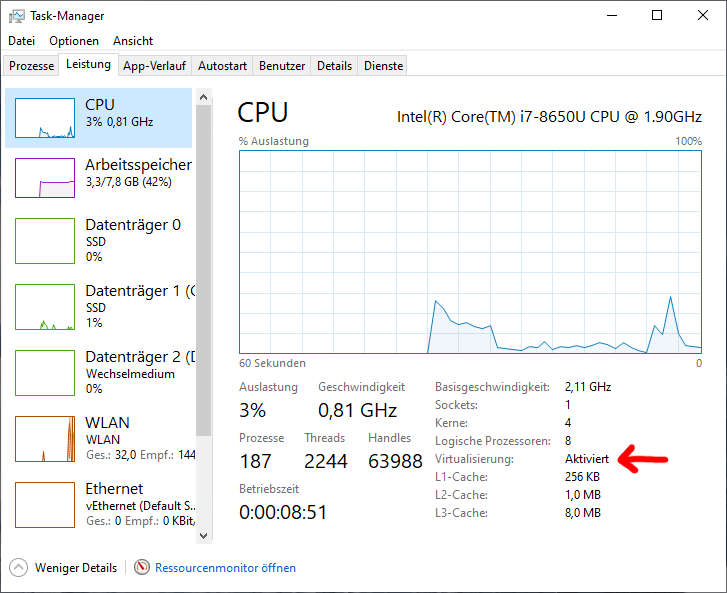 Task-Manager
Datei Optionen Ansicht
Prozesse Leistung App-Verlauf Autostart Benutzer Details Dienste
CPU
3% 0,81 GHz
Arbeitsspeicher
3,3/7,8 GB (42%)
Datenträger 0
SSD
0%
Datenträger 1 (C
SSD
1%
Datenträger 2 (D
Wechselmedium
0%
WLAN
WLAN
Ges.: 32,0 Empf.: 144
Ethernet
vEthernet (Default S...
Ges.: 0 Empf.: 0 KBit/
CPU
Intel(R) Core(TM) i7-8650U CPU @ 1.90GHz
% Auslastung 100%
60 Sekunden 0
Auslastung Geschwindigkeit
3% 0,81 GHz
Prozesse Threads Handles
187 2244 63988
Betriebszeit
0:00:08:51
Basisgeschwindigkeit: 2,11 GHz
Sockets: 1
Kerne: 4
Logische Prozessoren: 8
Virtualisierung: Aktiviert
L1-Cache: 256 KB
L2-Cache: 1,0 MB
L3-Cache: 8,0 MB
Weniger Details Ressourcenmonitor öffnen